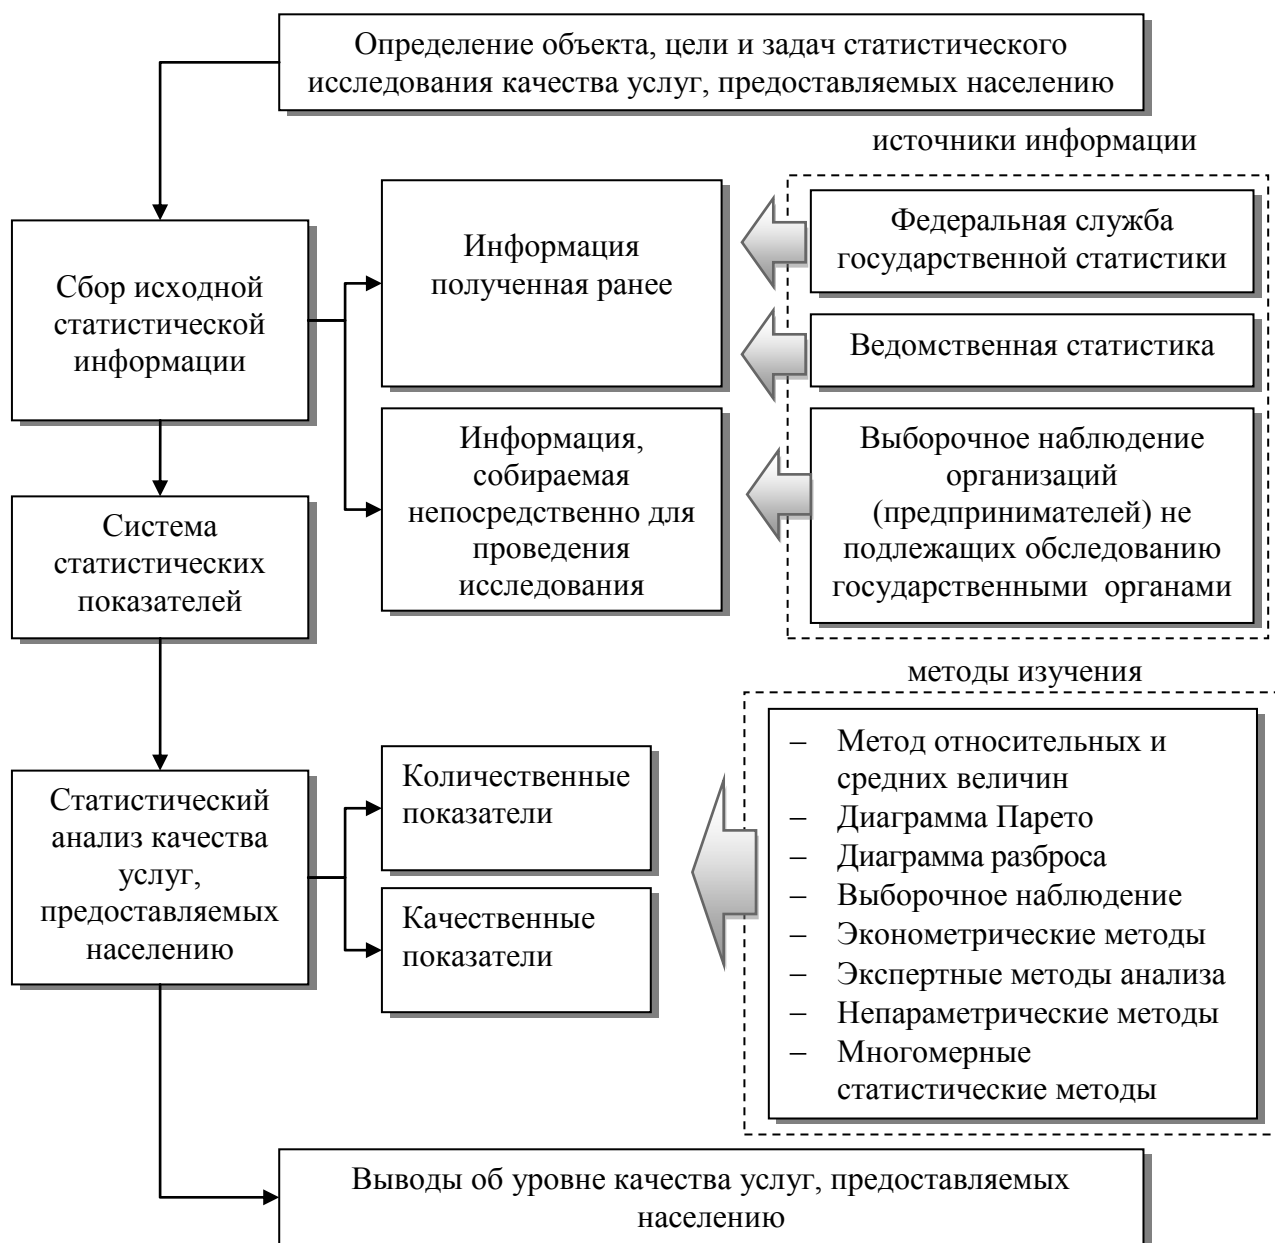 Определение объекта, цели и задач статистического
исследования качества услуг, предоставляемых населению
источники информации
Сбор исходной
статистической
информации
Информация
полученная ранее
Федеральная служба
государственной статистики
Ведомственная статистика
Информация,
собираемая
непосредственно для
проведения
исследования
Выборочное наблюдение
организаций
(предпринимателей) не
подлежащих обследованию
государственными органами
Система
статистических
показателей
методы изучения
Статистический
анализ качества
услуг,
предоставляемых
населению
Количественные
показатели
Качественные
показатели
– Метод относительных и
средних величин
– Диаграмма Парето
– Диаграмма разброса
– Выборочное наблюдение
– Эконометрические методы
– Экспертные методы анализа
– Непараметрические методы
– Многомерные
статистические методы
Выводы об уровне качества услуг, предоставляемых
населению